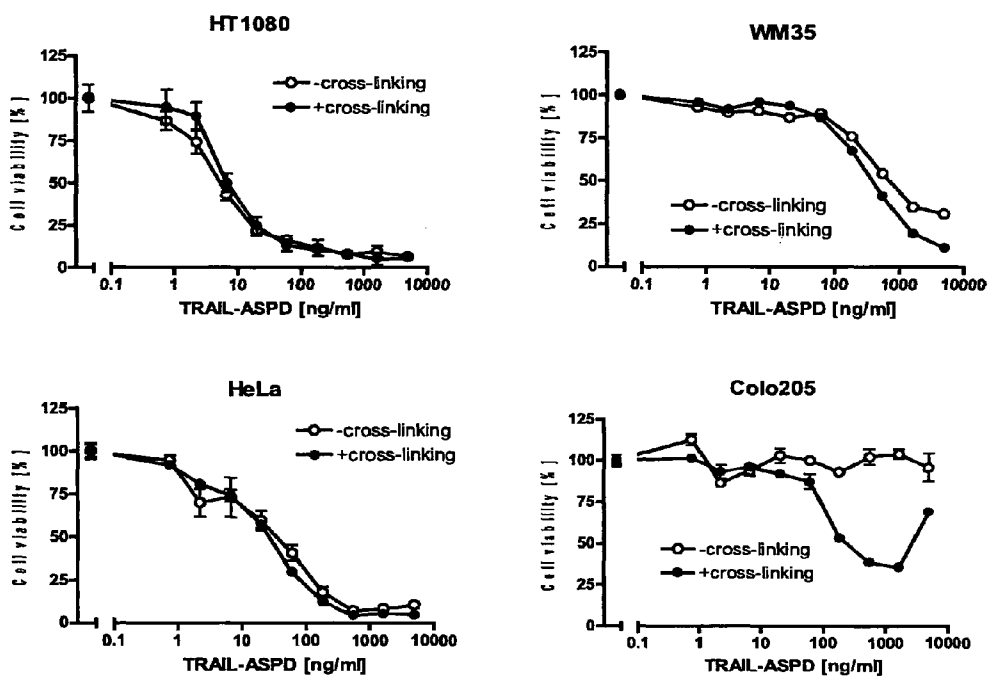 HT1080
125
100
75
50
25
0
Cell viability [%]
-cross-linking
+cross-linking
0.1 1 10 100 1000 10000
TRAIL-ASPD [ng/ml]
WM35
125
100
75
50
25
0
Cell viability [%]
-cross-linking
+cross-linking
0.1 1 10 100 1000 10000
TRAIL-ASPD [ng/ml]
HeLa
125
100
75
50
25
0
Cell viability [%]
-cross-linking
+cross-linking
0.1 1 10 100 1000 10000
TRAIL-ASPD [ng/ml]
Colo205
125
100
75
50
25
0
Cell viability [%]
-cross-linking
+cross-linking
0.1 1 10 100 1000 10000
TRAIL-ASPD [ng/ml]